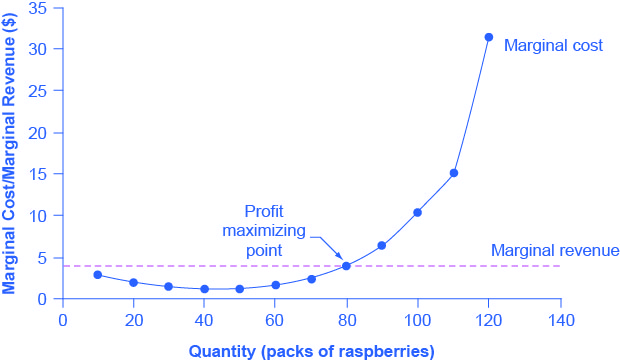 Marginal Cost/Marginal Revenue ($)
35
30
25
20
15
10
5
0
Marginal cost
Profit
maximizing
point
Marginal revenue
0 20 40 60 80 100 120 140
Quantity (packs of raspberries)